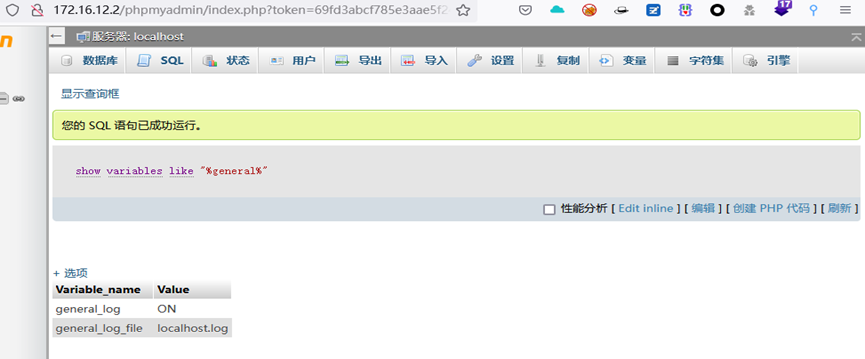 172.16.12.2/phpmyadmin/index.php?token=69fd3abcf785e3aae5f2
17
n
服务器: localhost
数据库 SQL 状态 用户 导出 导入 设置 复制 变量 字符集 引擎
显示查询框
您的 SQL 语句已成功运行。
show variables like "%general%"
性能分析 [ Edit inline ] [ 编辑 ] [ 创建 PHP 代码 ] [ 刷新 ]
+ 选项
Variable_name Value
general_log ON
general_log_file localhost.log